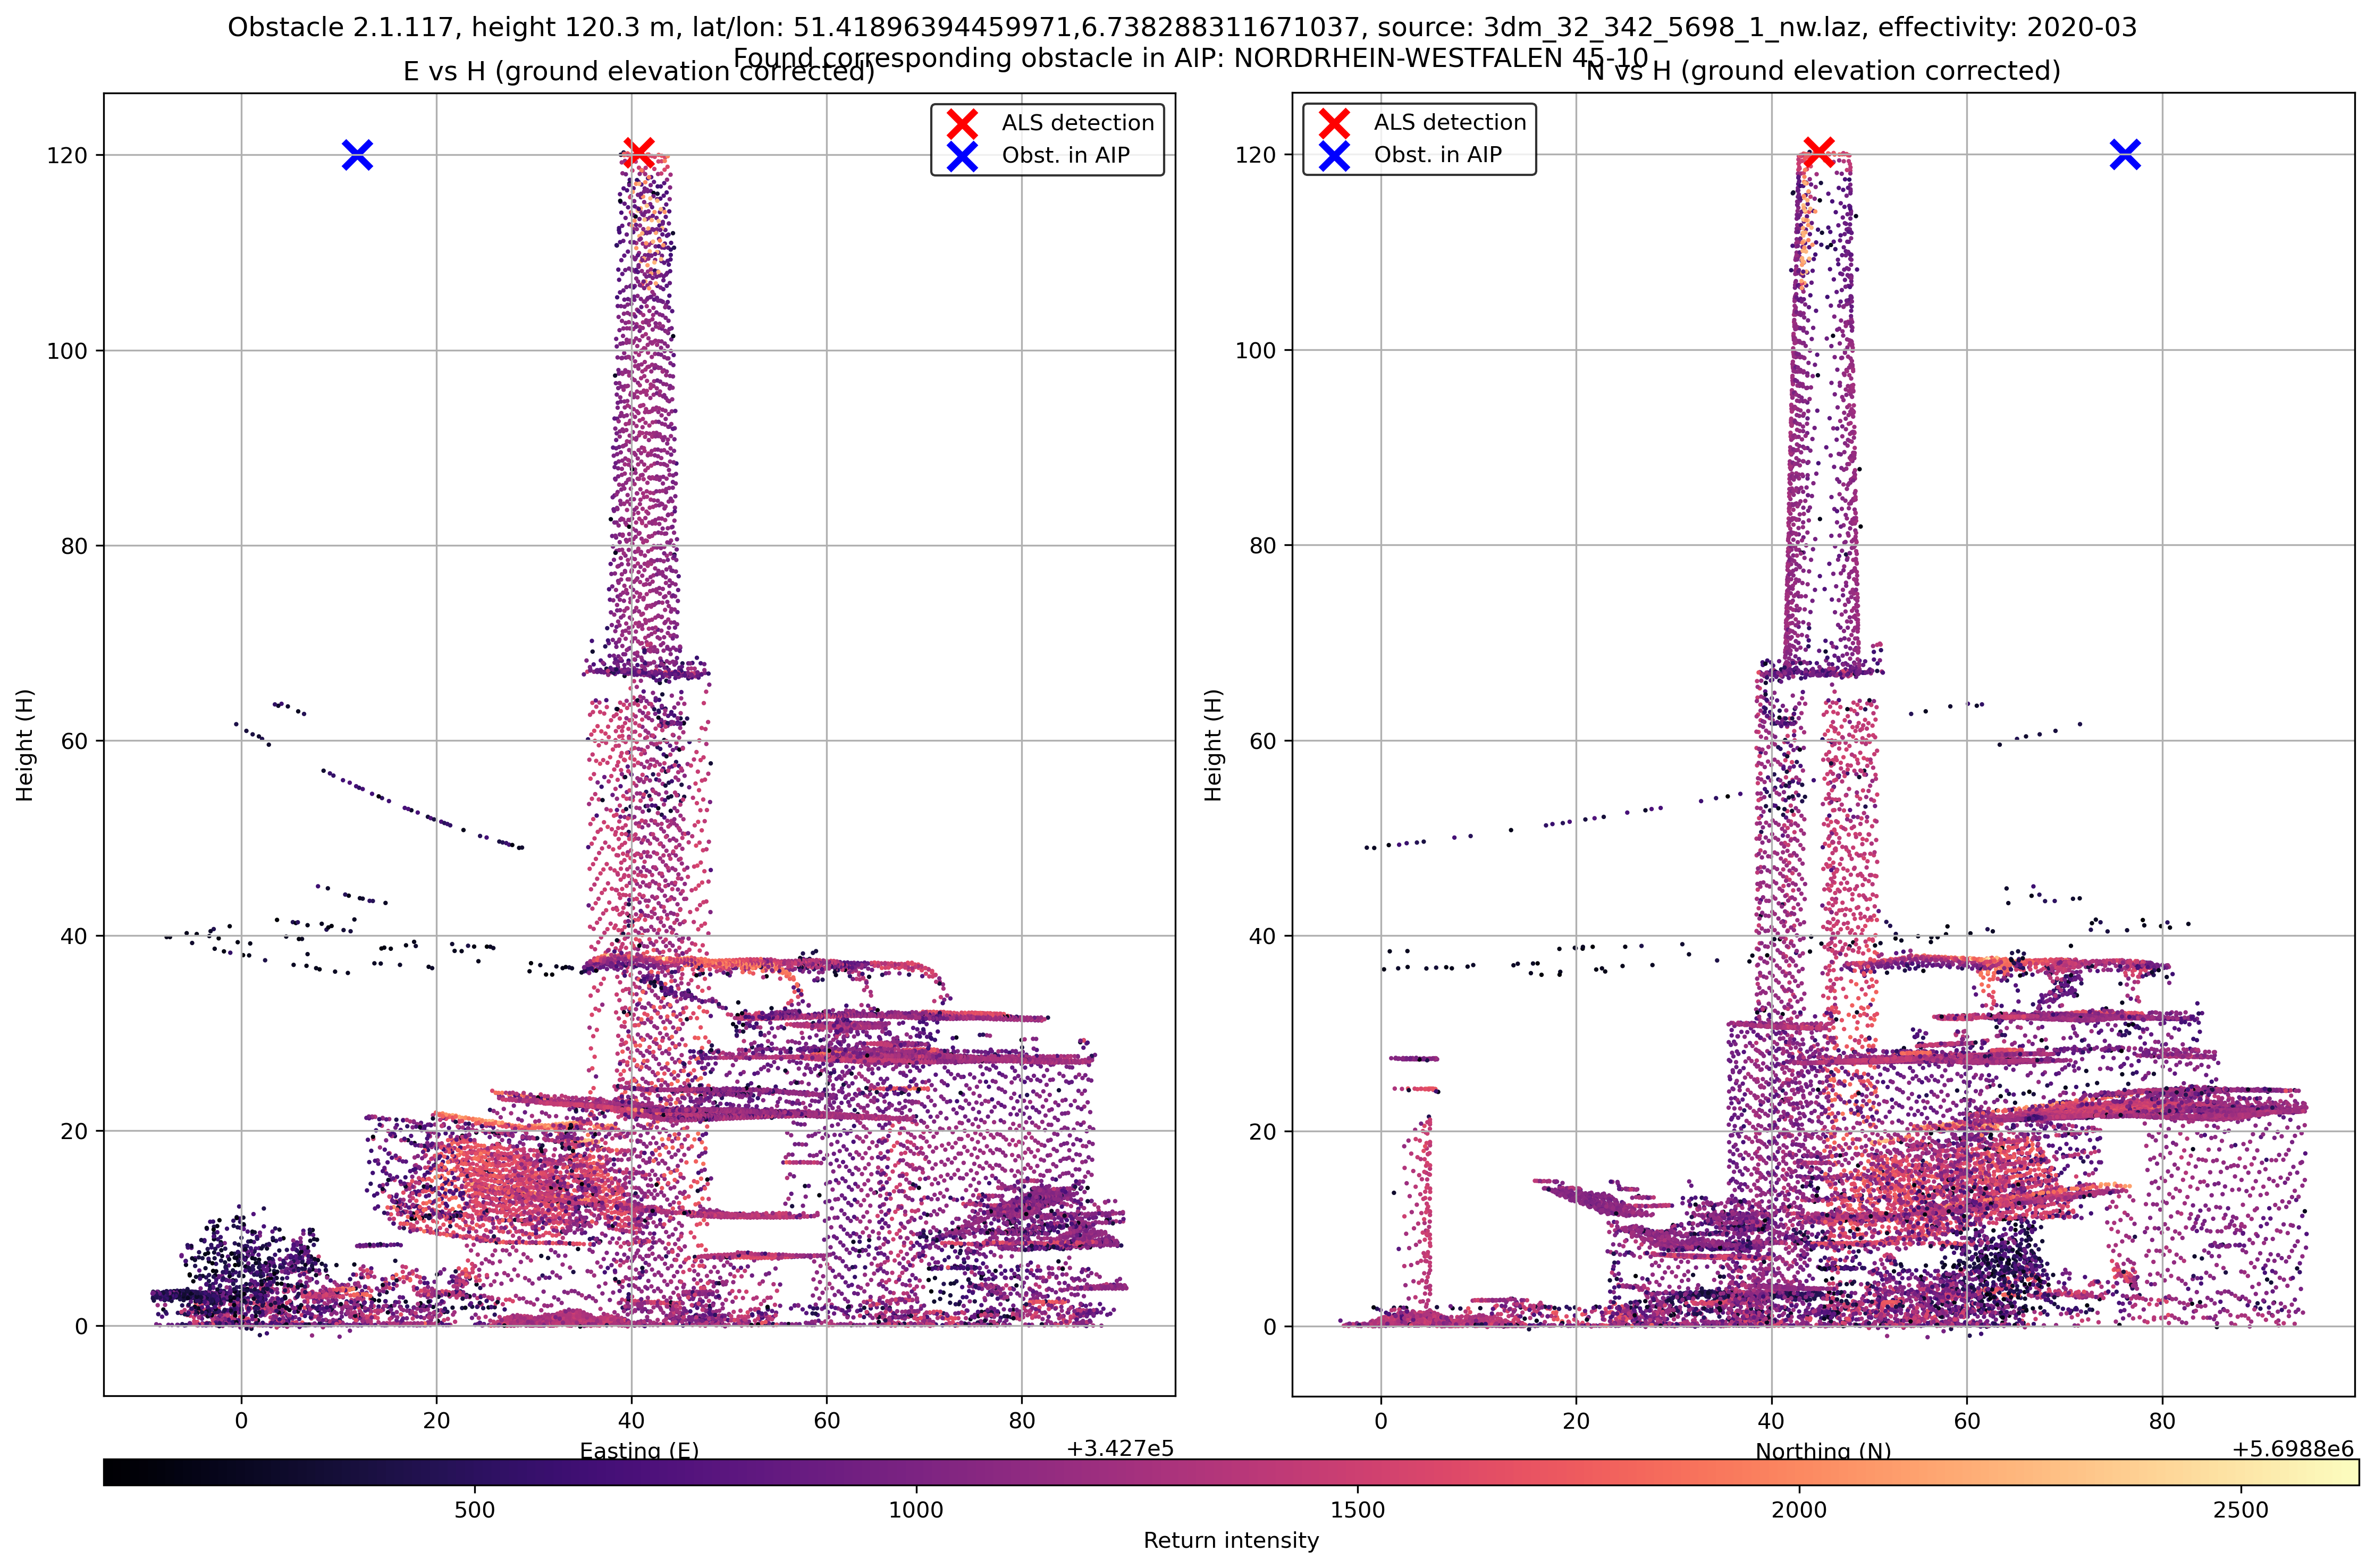 Obstacle 2.1.117, height 120.3 m, lat/lon: 51.41896394459971,6.738288311671037, source: 3dm_32_342_5698_1_nw.laz, effectivity: 2020-03
Found corresponding obstacle in AIP: NORDRHEIN-WESTFALEN 45-10
E vs H (ground elevation corrected)
ALS detection
Obst. in AIP
120
100
80
60
40
20
0
Height (H)
0
20
40
60
80
Easting (E)
+3.427e5
N vs H (ground elevation corrected)
ALS detection
Obst. in AIP
120
100
80
60
40
20
0
Height (H)
0
20
40
60
80
Northing (N)
+5.6988e6
500
1000
1500
2000
2500
Return intensity